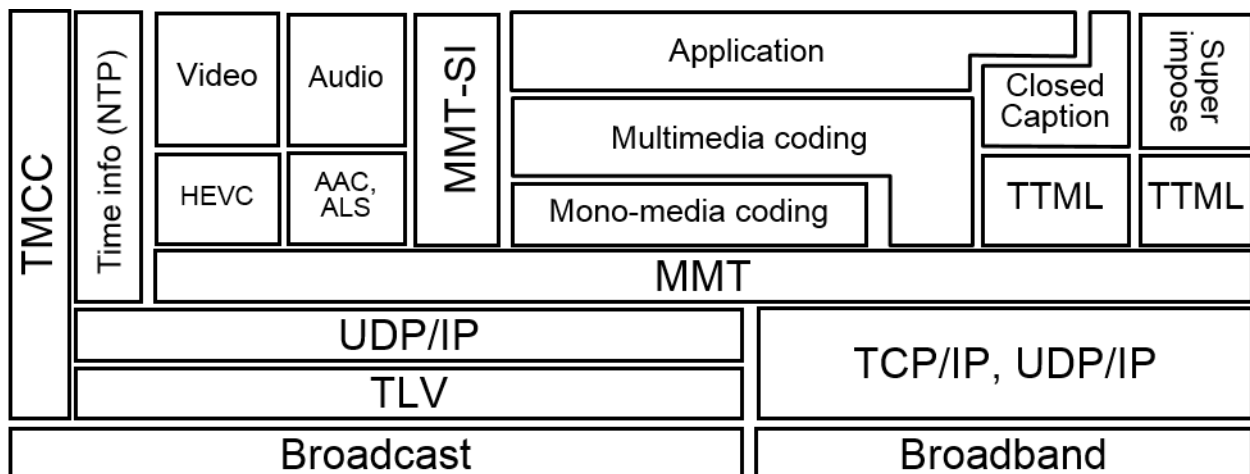 TMCC
Time info (NTP)
Video
Audio
MMT-SI
Application
Super
impose
Closed
Caption
Multimedia coding
HEVC
AAC,
ALS
Mono-media coding
TTML
TTML
MMT
UDP/IP
TCP/IP, UDP/IP
TLV
Broadcast
Broadband